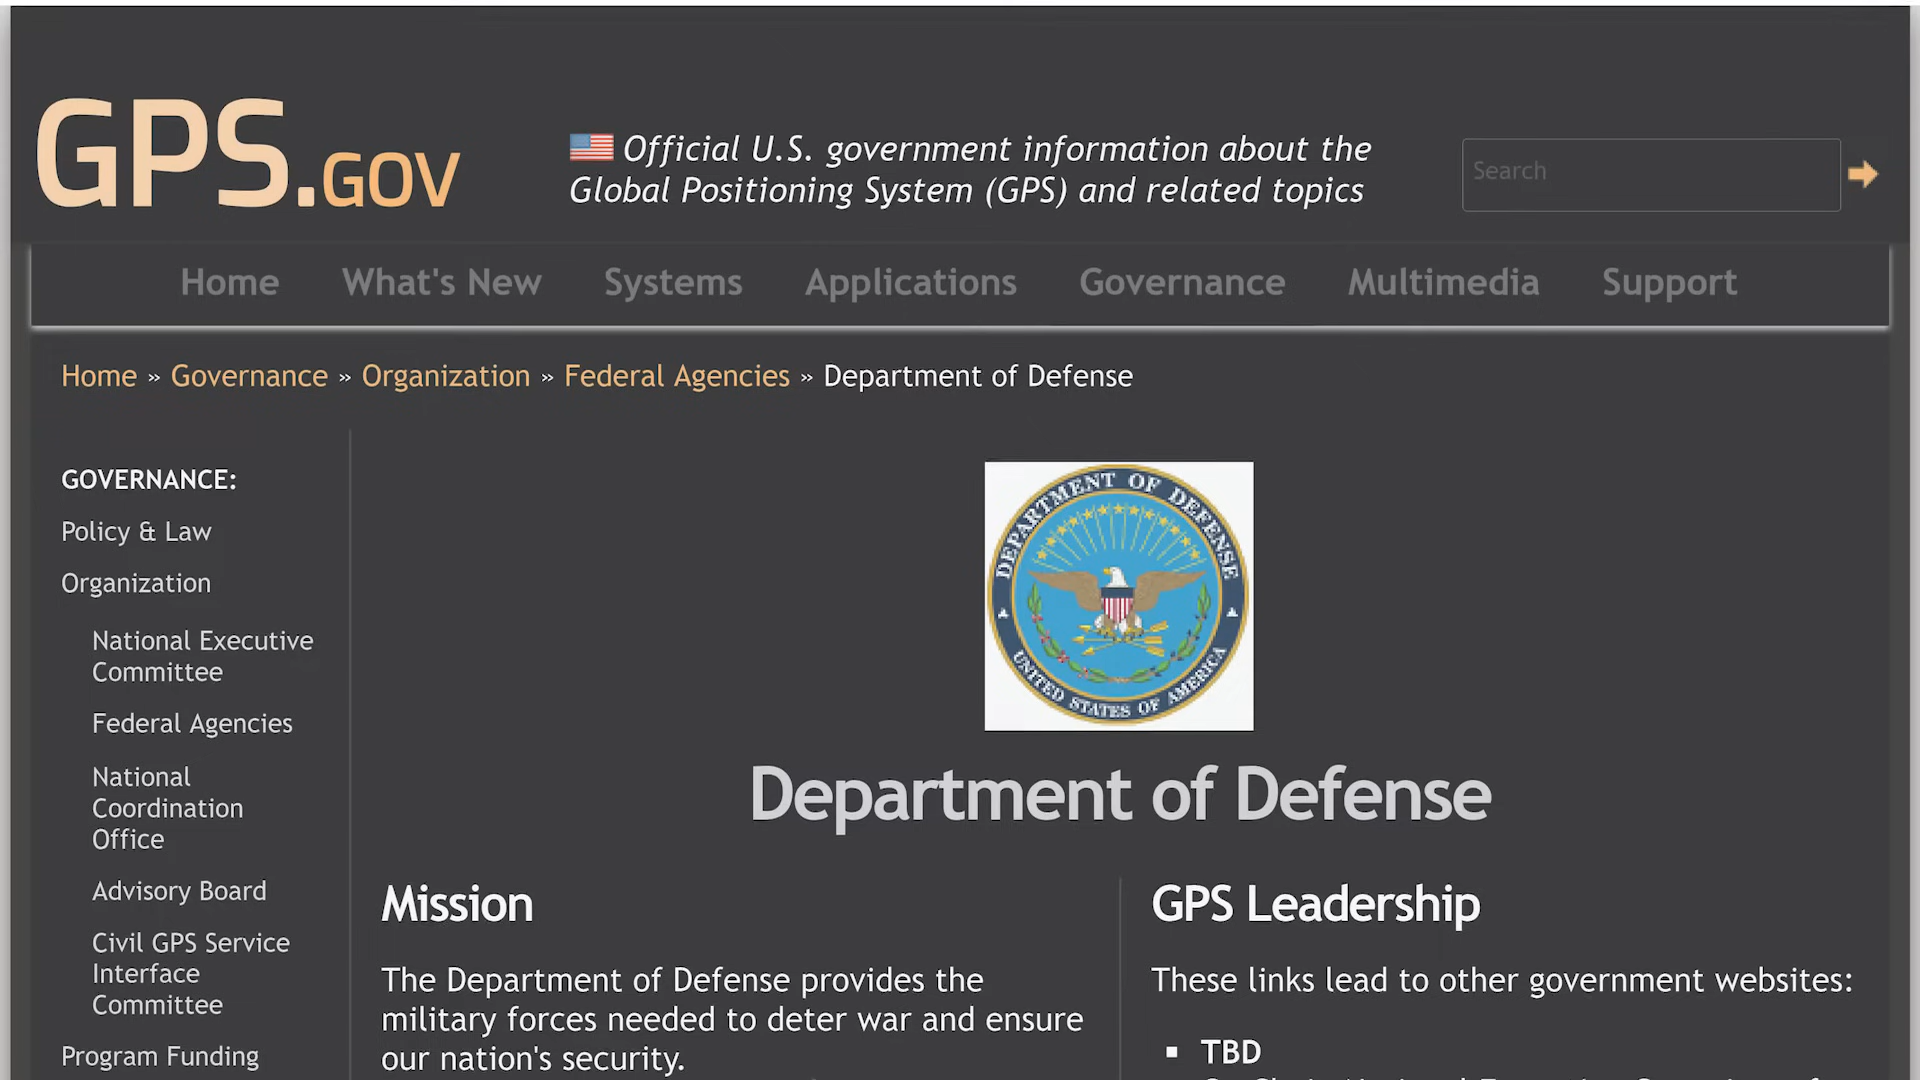 GPS.GOV
Official U.S. government information about the
Global Positioning System (GPS) and related topics
Search
Home What's New Systems Applications Governance Multimedia Support
Home » Governance » Organization » Federal Agencies » Department of Defense
GOVERNANCE:
Policy & Law
Organization
National Executive
Committee
Federal Agencies
National
Coordination
Office
Advisory Board
Civil GPS Service
Interface
Committee
Program Funding
DEPARTMENT OF DEFENSE
UNITED STATES OF AMERICA
Department of Defense
Mission
The Department of Defense provides the
military forces needed to deter war and ensure
our nation's security.
GPS Leadership
These links lead to other government websites:
▪ TBD